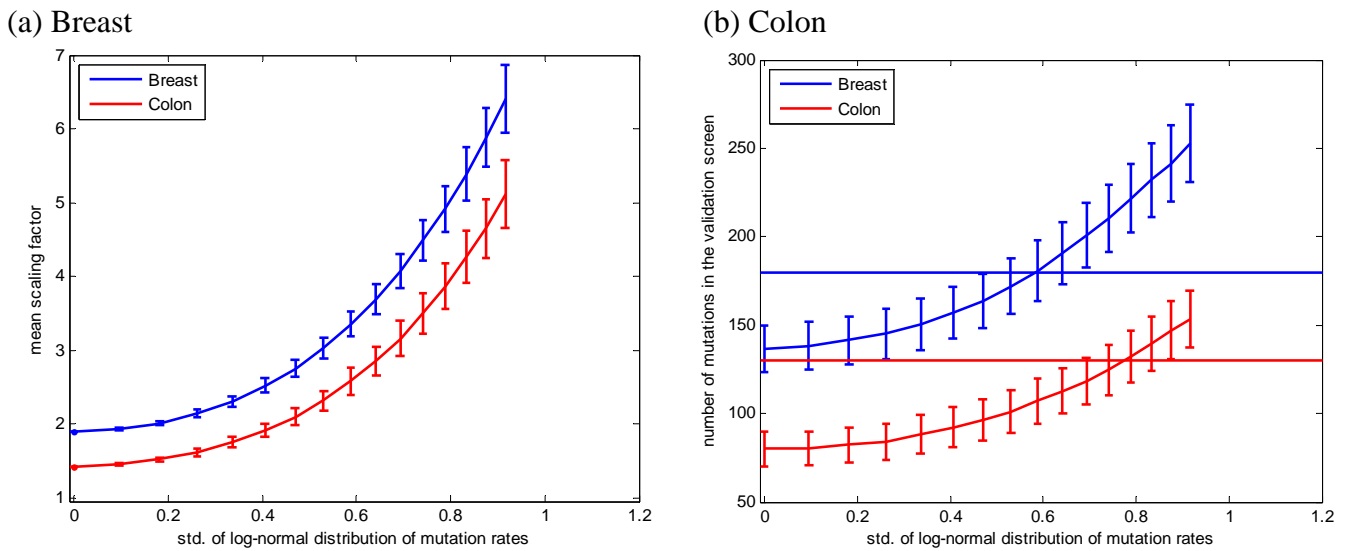 (a) Breast
7
6
5
4
3
2
1
mean scaling factor
Breast
Colon
0
0.2
0.4
0.6
0.8
1
1.2
std. of log-normal distribution of mutation rates
(b) Colon
300
250
200
150
100
50
number of mutations in the validation screen
Breast
Colon
0
0.2
0.4
0.6
0.8
1
1.2
std. of log-normal distribution of mutation rates